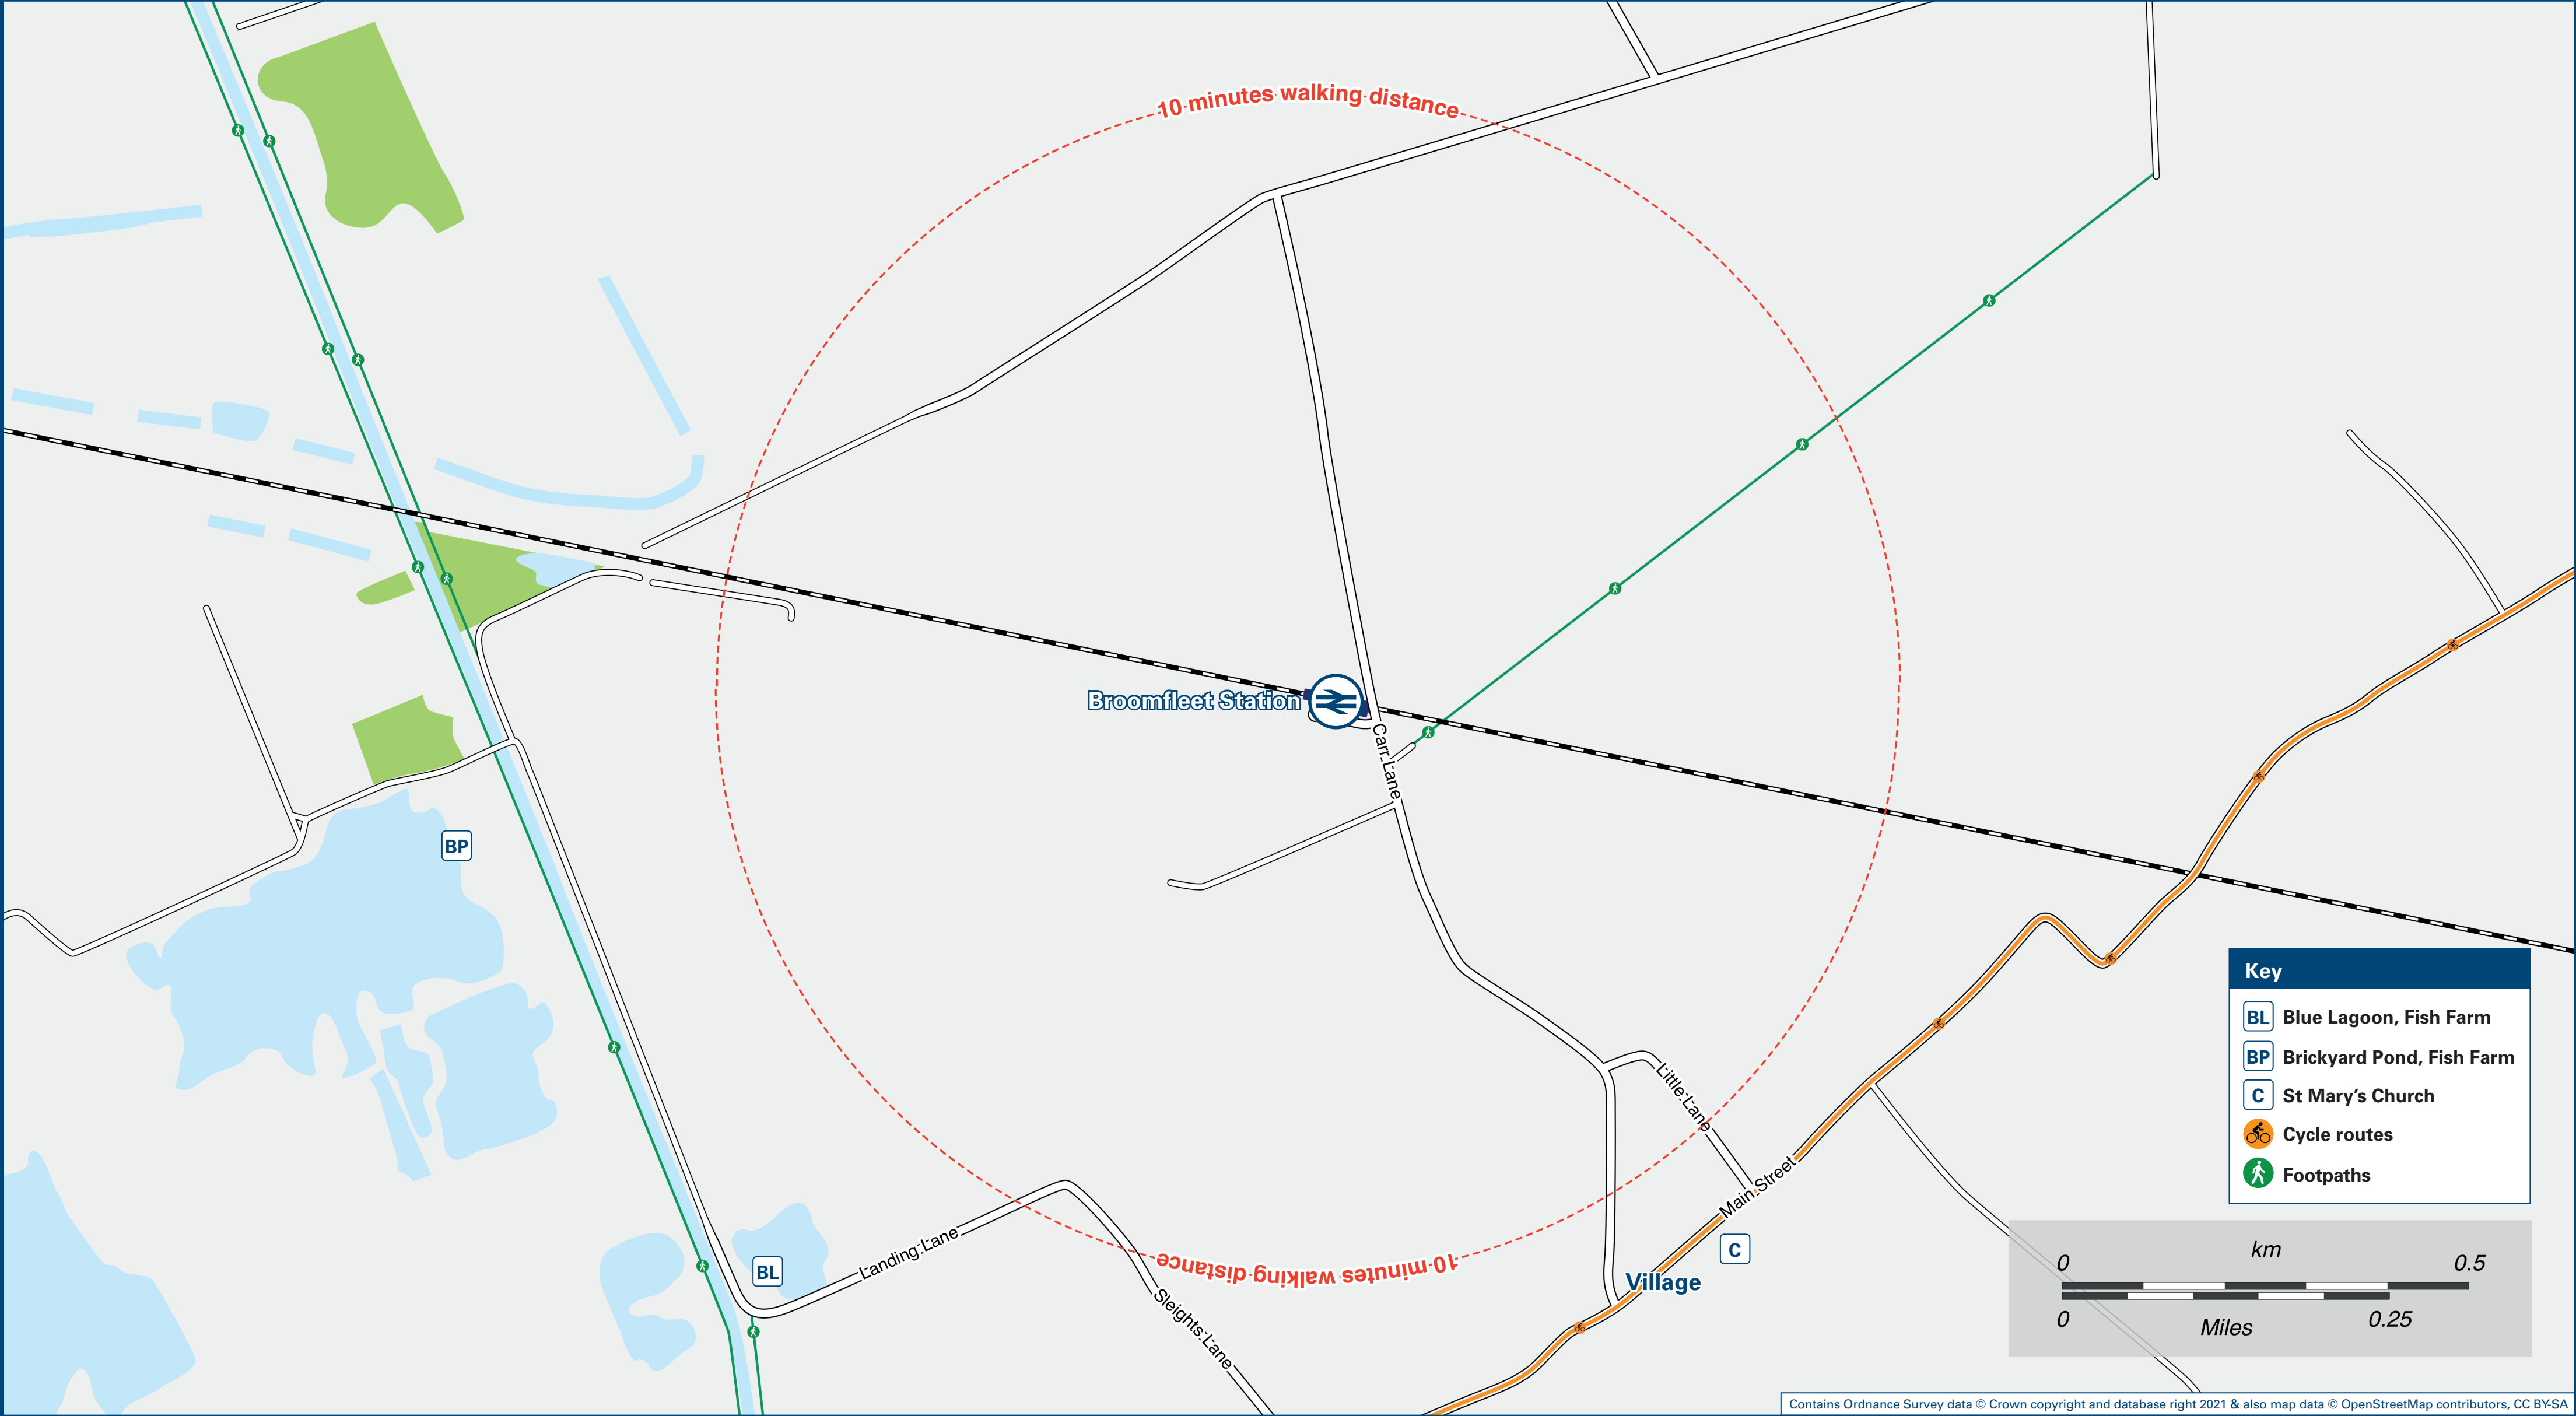 10 minutes walking distance
Broomfleet Station
Carr Lane
BP
Little Lane
Main Street
C
Village
Landing Lane
BL
Sleights Lane
10 minutes walking distance
Key
BL Blue Lagoon, Fish Farm
BP Brickyard Pond, Fish Farm
C St Mary’s Church
Cycle routes
Footpaths
km
0 0.5
0 0.25
Miles
Contains Ordnance Survey data © Crown copyright and database right 2021 & also map data © OpenStreetMap contributors, CC BY-SA